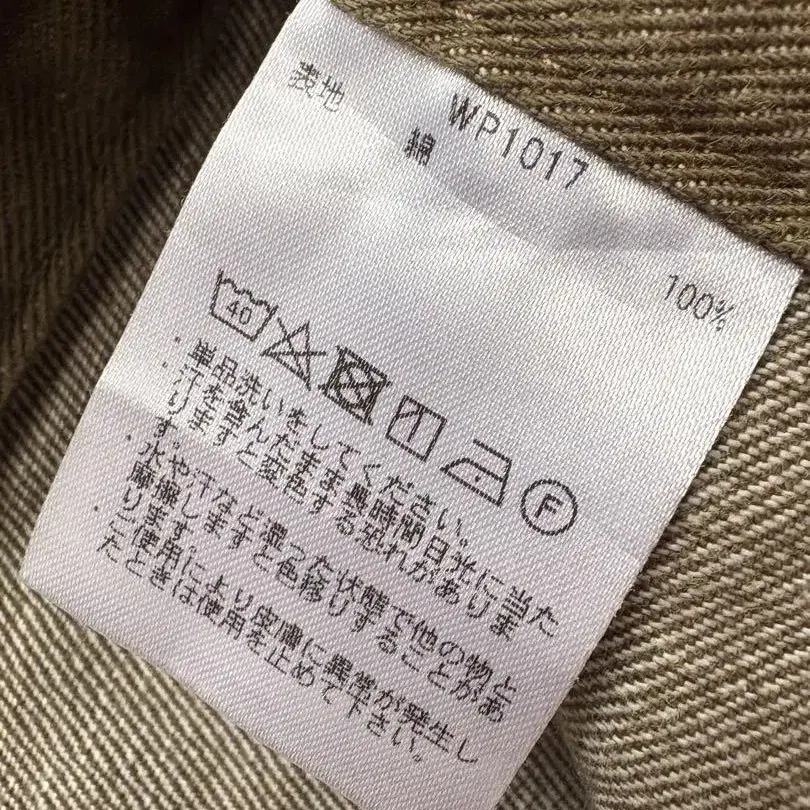 WP1017
表地
綿 100%
40
F
・単品洗いをしてください。
・汗を含んだまま長時間日光に当た
りますと変色する恐れがありま
す。
・水や汗など湿った状態で他の物と
摩擦しますと色移りすることがあ
ります。
・ご使用により皮膚に異常が発生し
たときは使用を止めて下さい。